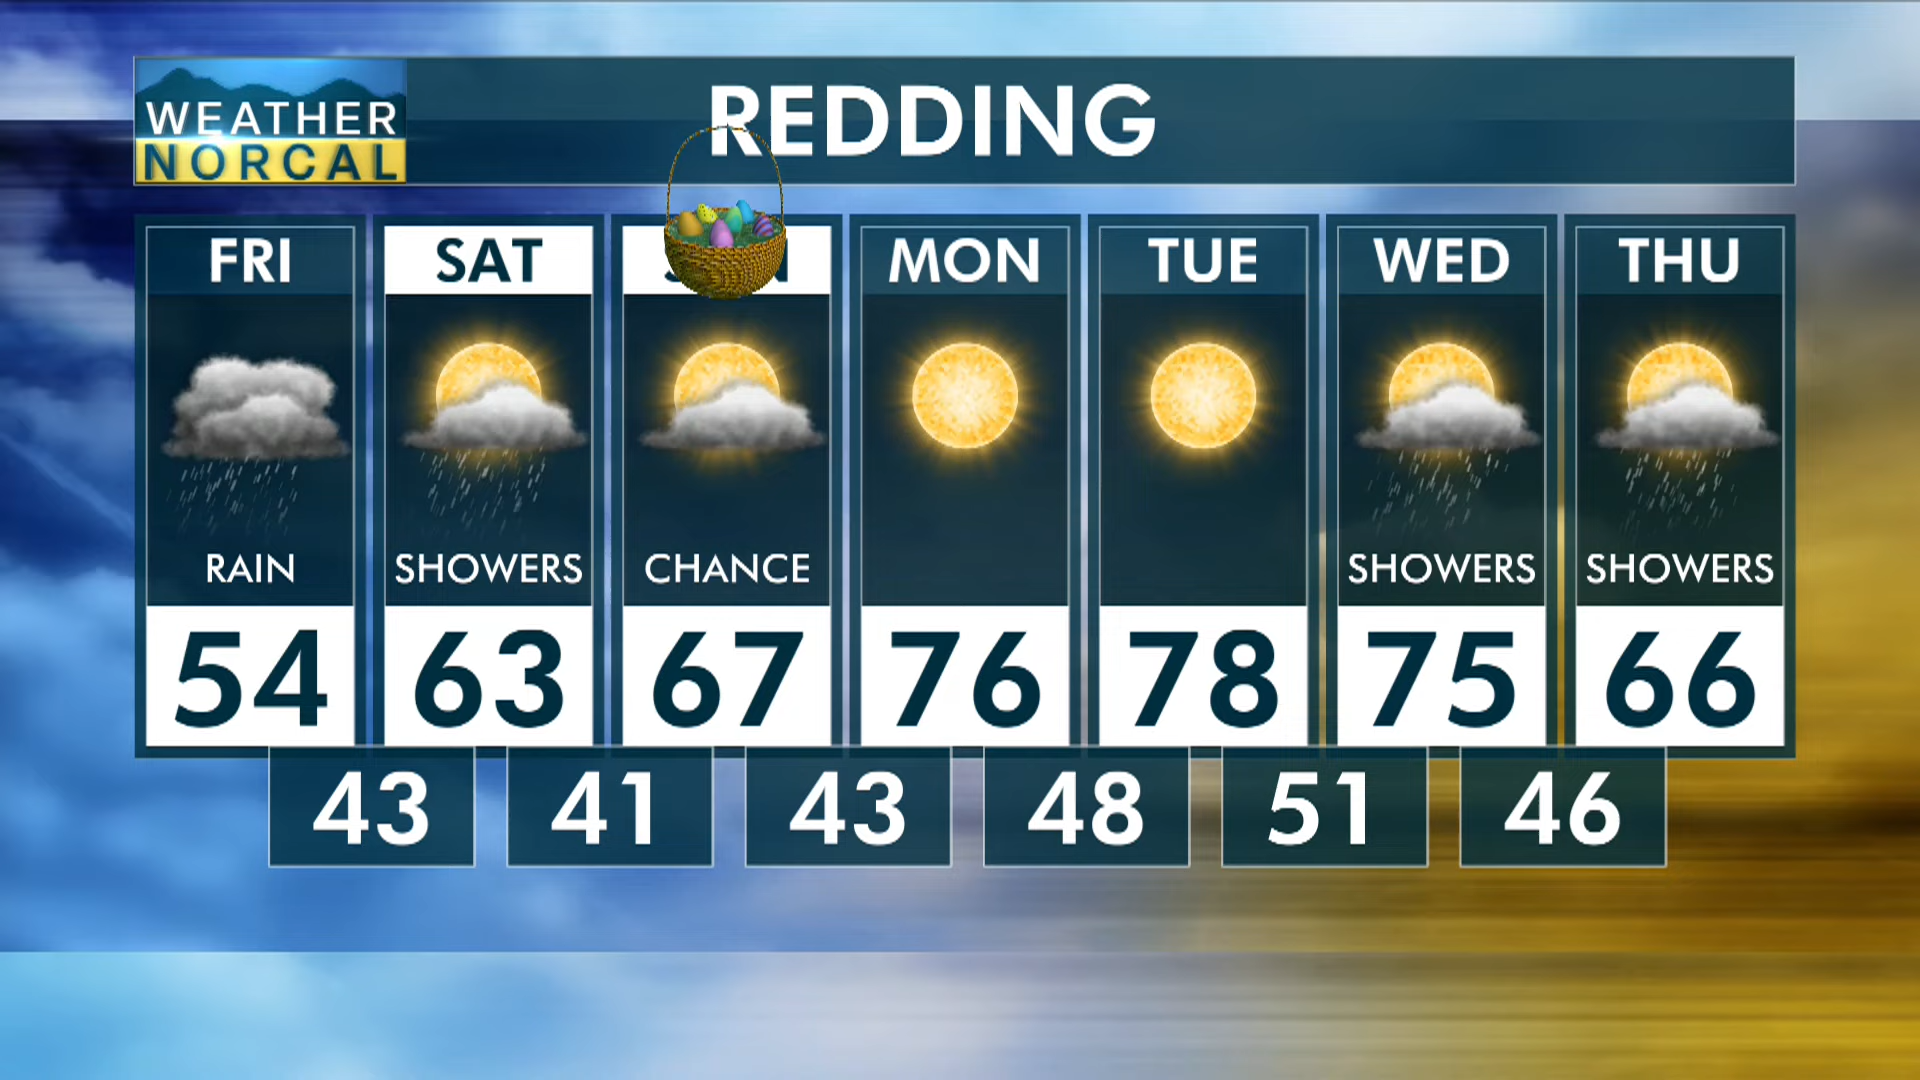 WEATHER
NORCAL
REDDING
FRI SAT MON TUE WED THU
RAIN SHOWERS CHANCE SHOWERS SHOWERS
54 63 67 76 78 75 66
43 41 43 48 51 46